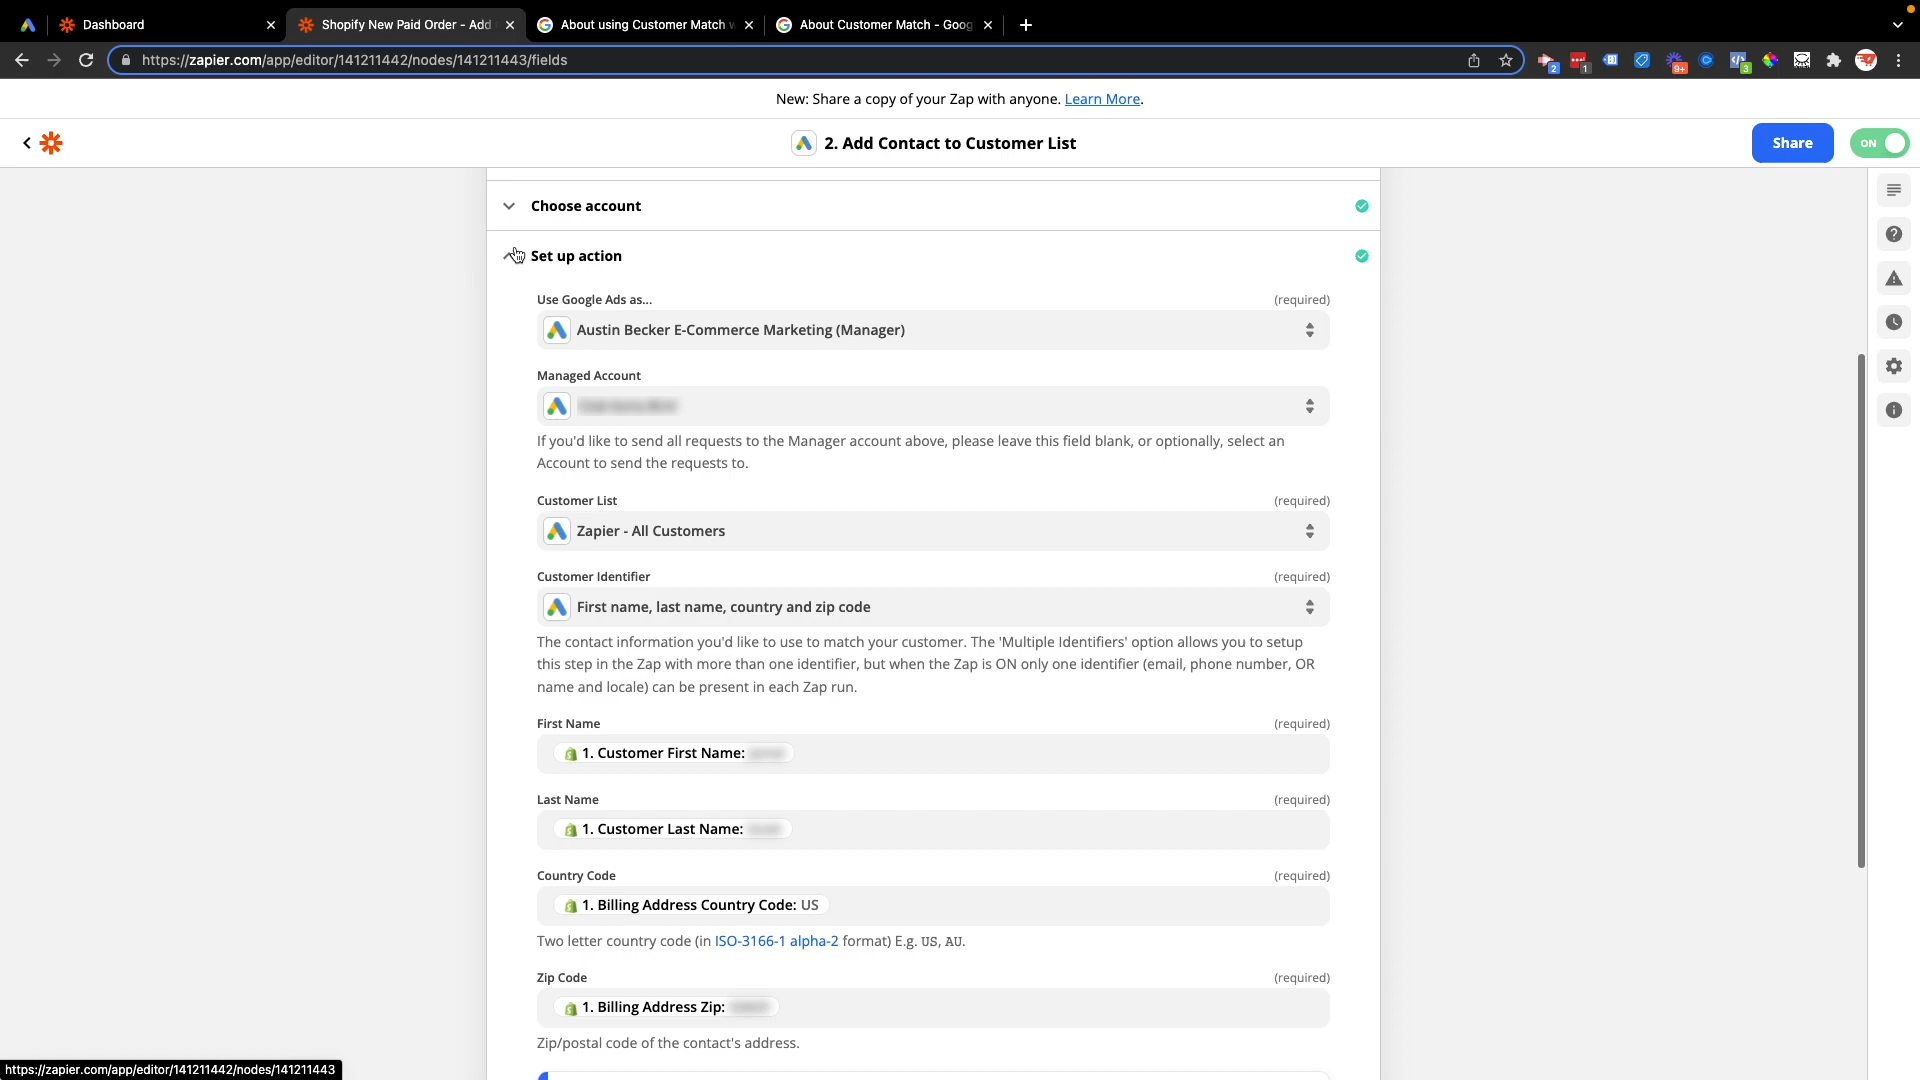 Dashboard
Shopify New Paid Order - Add
About using Customer Match
About Customer Match - Goog
https://zapier.com/app/editor/141211442/nodes/141211443/fields
2
1
9+
3
New: Share a copy of your Zap with anyone. Learn More.
2. Add Contact to Customer List
Share
ON
Choose account
Set up action
Use Google Ads as...
(required)
Austin Becker E-Commerce Marketing (Manager)
Managed Account
If you'd like to send all requests to the Manager account above, please leave this field blank, or optionally, select an
Account to send the requests to.
Customer List
(required)
Zapier - All Customers
Customer Identifier
(required)
First name, last name, country and zip code
The contact information you'd like to use to match your customer. The 'Multiple Identifiers' option allows you to setup
this step in the Zap with more than one identifier, but when the Zap is ON only one identifier (email, phone number, OR
name and locale) can be present in each Zap run.
First Name
(required)
1. Customer First Name:
Last Name
(required)
1. Customer Last Name:
Country Code
(required)
1. Billing Address Country Code: US
Two letter country code (in ISO-3166-1 alpha-2 format) E.g. US, AU.
Zip Code
(required)
1. Billing Address Zip:
Zip/postal code of the contact's address.
https://zapier.com/app/editor/141211442/nodes/141211443